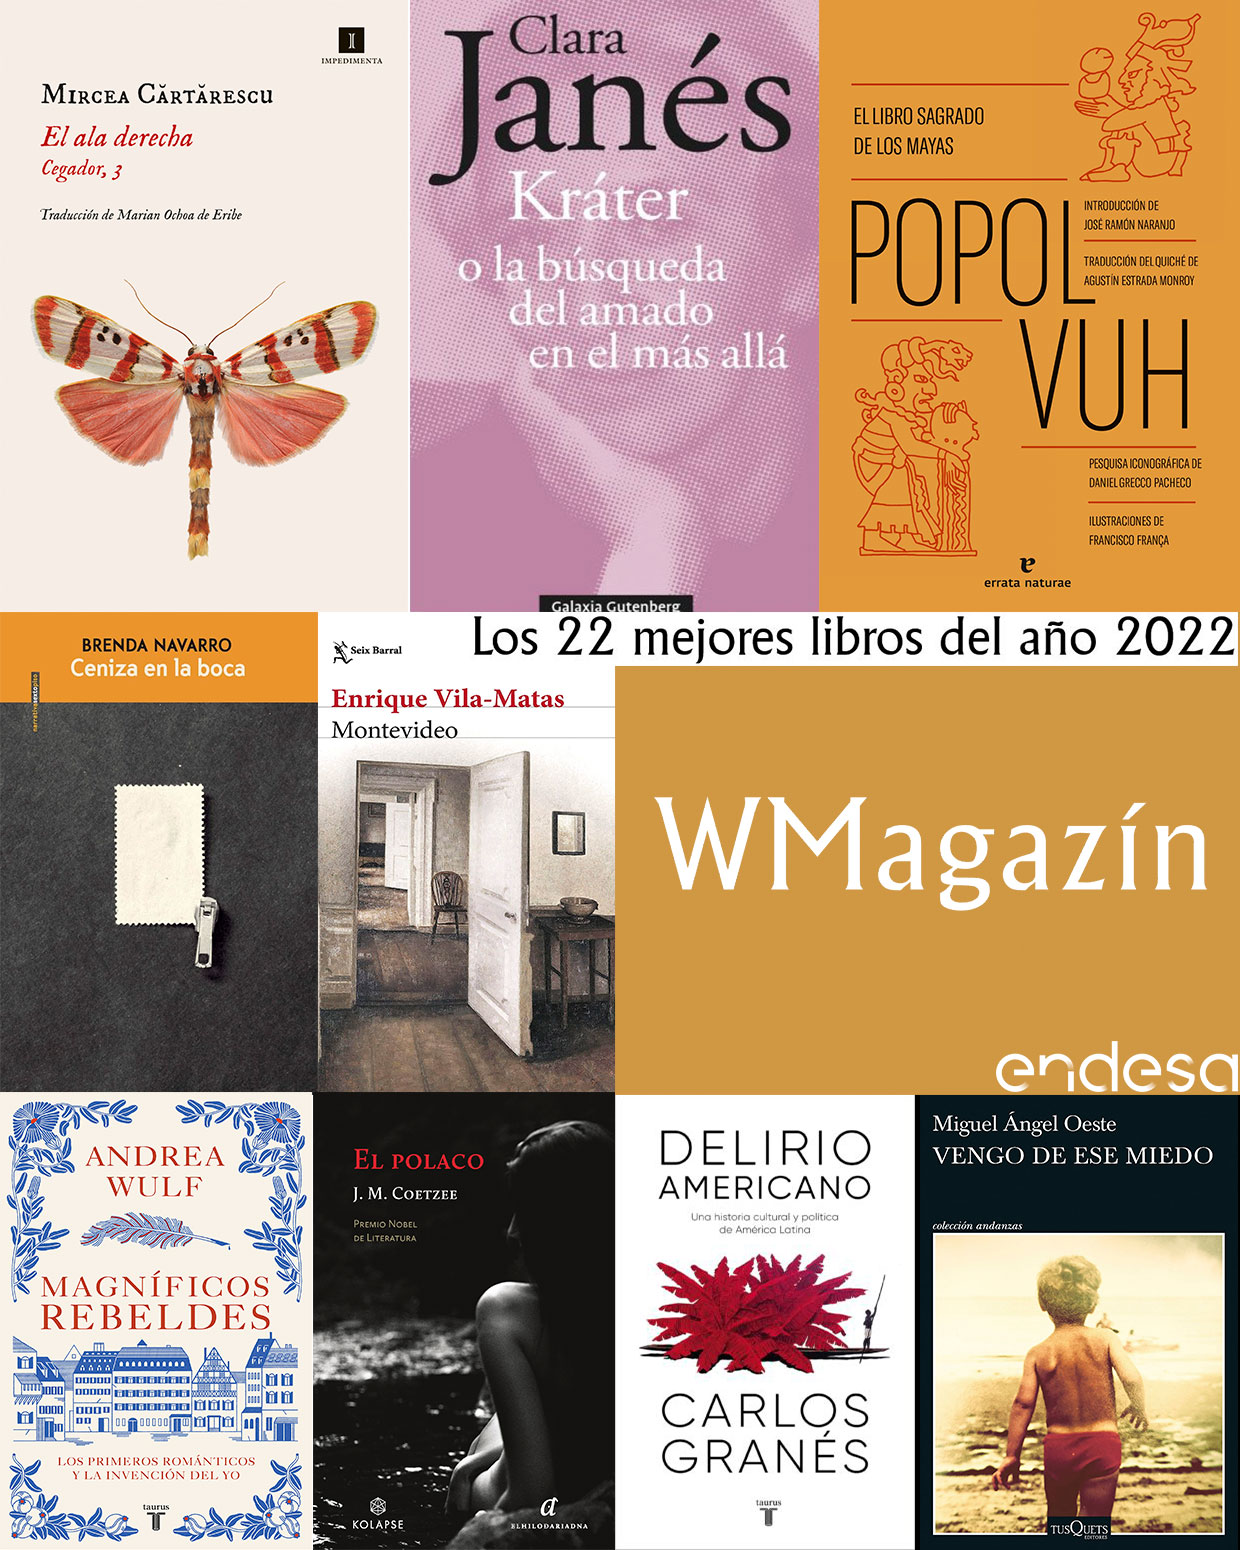 IMPEDIMENTA
Mircea Cărtărescu
El ala derecha
Cegador, 3
Traducción de Marian Ochoa de Eribe
Clara
Janés
Kráter
o la búsqueda
del amado
en el más allá
Galaxia Gutenberg
EL LIBRO SAGRADO
DE LOS MAYAS
POPOL
VUH
INTRODUCCIÓN DE
JOSÉ RAMÓN NARANJO
TRADUCCIÓN DEL QUICHÉ DE
AGUSTÍN ESTRADA MONROY
PESQUISA ICONOGRÁFICA DE
DANIEL GRECCO PACHECO
ILUSTRACIONES DE
FRANCISCO FRANÇA
e
errata naturae
BRENDA NAVARRO
Ceniza en la boca
narrativasextopiso
Seix Barral
Enrique Vila-Matas
Montevideo
Los 22 mejores libros del año 2022
WMagazín
endesa
ANDREA
WULF
MAGNÍFICOS
REBELDES
LOS PRIMEROS ROMÁNTICOS
Y LA INVENCIÓN DEL YO
taurus
T
El polaco
J. M. Coetzee
Premio Nobel
de Literatura
KOLAPSE
d
ELHILODARIADNA
DELIRIO
AMERICANO
Una historia cultural y política
de América Latina
CARLOS
GRANÉS
taurus
T
Miguel Ángel Oeste
VENGO DE ESE MIEDO
colección andanzas
TUSQUETS
EDITORES